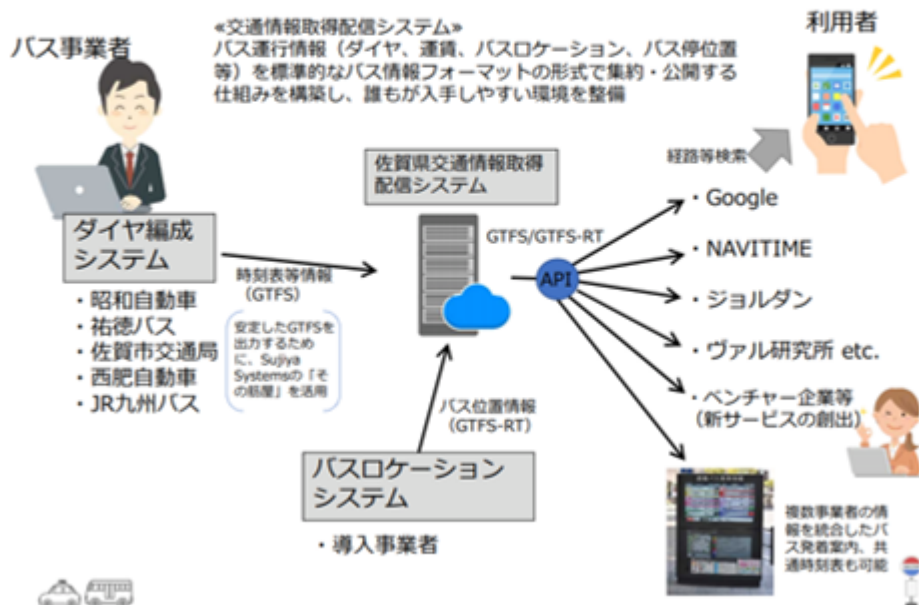 ≪交通情報取得配信システム≫
バス運行情報（ダイヤ、運賃、バスロケーション、バス停位置
等）を標準的なバス情報フォーマットの形式で集約・公開する
仕組みを構築し、誰もが入手しやすい環境を整備
バス事業者
利用者
経路等検索
佐賀県交通情報取得
配信システム
ダイヤ編成
システム
・昭和自動車
・祐徳バス
・佐賀市交通局
・西肥自動車
・JR九州バス
時刻表等情報
（GTFS）
安定したGTFSを
出力するため
に、Sujiya
Systemsの「そ
の筋屋」を活用
GTFS/GTFS-RT
API
・Google
・NAVITIME
・ジョルダン
・ヴァル研究所 etc.
・ベンチャー企業等
（新サービスの創出）
バス位置情報
（GTFS-RT）
バスロケーション
システム
・導入事業者
複数事業者の情
報を統合したバ
ス発着案内、共
通時刻表も可能